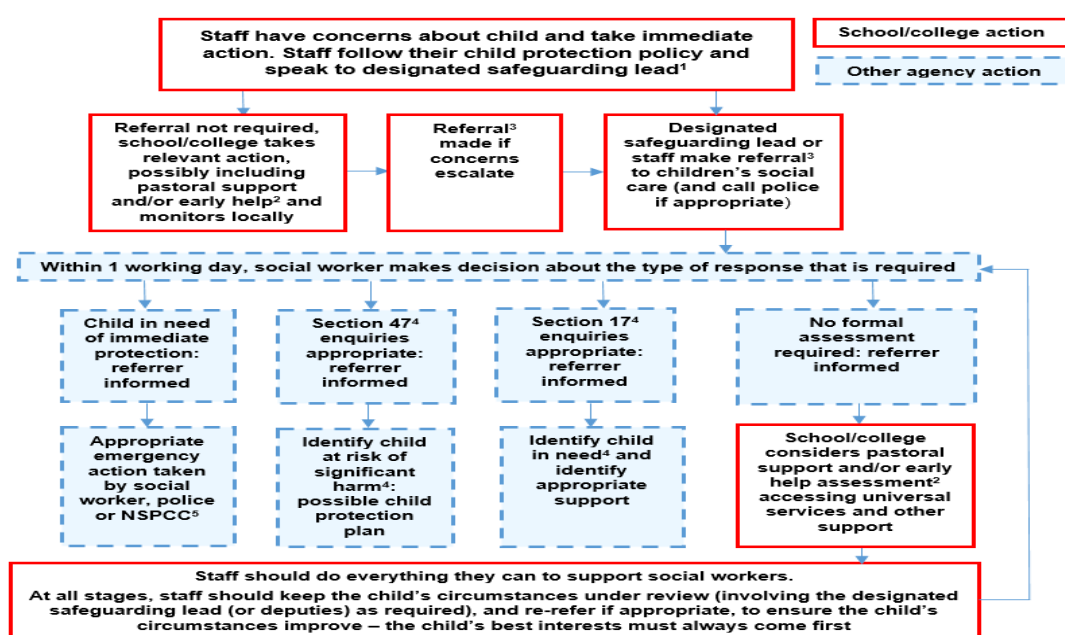 Staff have concerns about child and take immediate
action. Staff follow their child protection policy and
speak to designated safeguarding lead¹
School/college action
Other agency action
Referral not required,
school/college takes
relevant action,
possibly including
pastoral support
and/or early help² and
monitors locally
Referral³
made if
concerns
escalate
Designated
safeguarding lead or
staff make referral³
to children's social
care (and call police
if appropriate)
Within 1 working day, social worker makes decision about the type of response that is required
Child in need
of immediate
protection:
referrer
informed
Section 47⁴
enquiries
appropriate:
referrer
informed
Section 17⁴
enquiries
appropriate:
referrer
informed
No formal
assessment
required: referrer
informed
Appropriate
emergency
action taken
by social
worker, police
or NSPCC⁵
Identify child
at risk of
significant
harm⁴:
possible child
protection
plan
Identify child
in need⁴ and
identify
appropriate
support
School/college
considers pastoral
support and/or early
help assessment²
accessing universal
services and other
support
Staff should do everything they can to support social workers.
At all stages, staff should keep the child's circumstances under review (involving the designated
safeguarding lead (or deputies) as required), and re-refer if appropriate, to ensure the child's
circumstances improve – the child's best interests must always come first